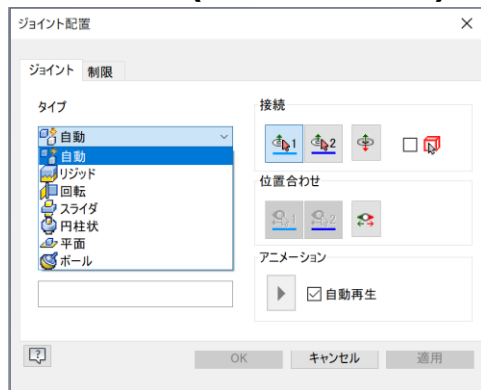 ジョイント配置
ジョイント 制限
タイプ
自動
自動
リジッド
回転
スライダ
円柱状
平面
ボール
接続
1 2
位置合わせ
1 2
アニメーション
自動再生
?
OK キャンセル 適用